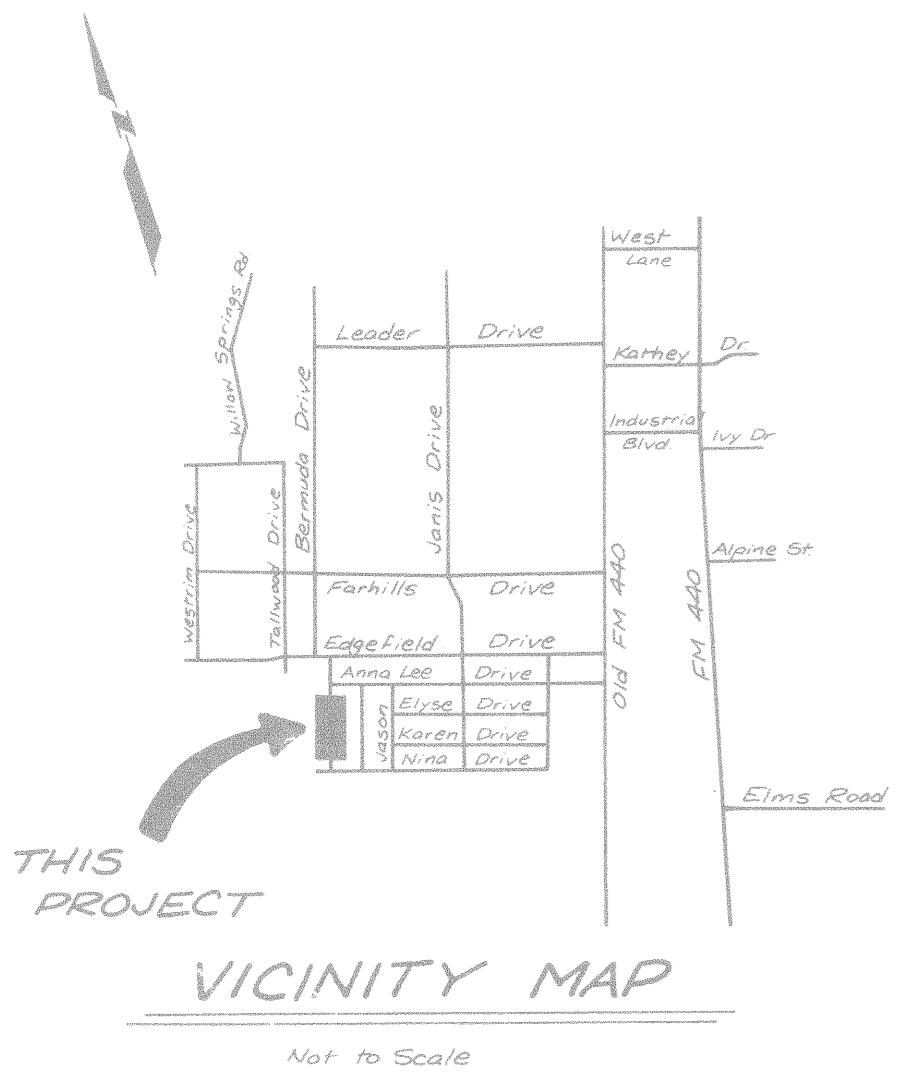 N
West
Lane
Willow Springs Rd
Leader Drive
Kathey Dr.
Bermuda Drive
Janis Drive
Industrial
Blvd.
Ivy Dr
Westrim Drive
Tallwood Drive
Old FM 440
FM 440
Alpine St.
Farhills Drive
Edgefield Drive
Anna Lee Drive
Jason
Elyse Drive
Karen Drive
Nina Drive
Elms Road
THIS
PROJECT
VICINITY MAP
Not to Scale